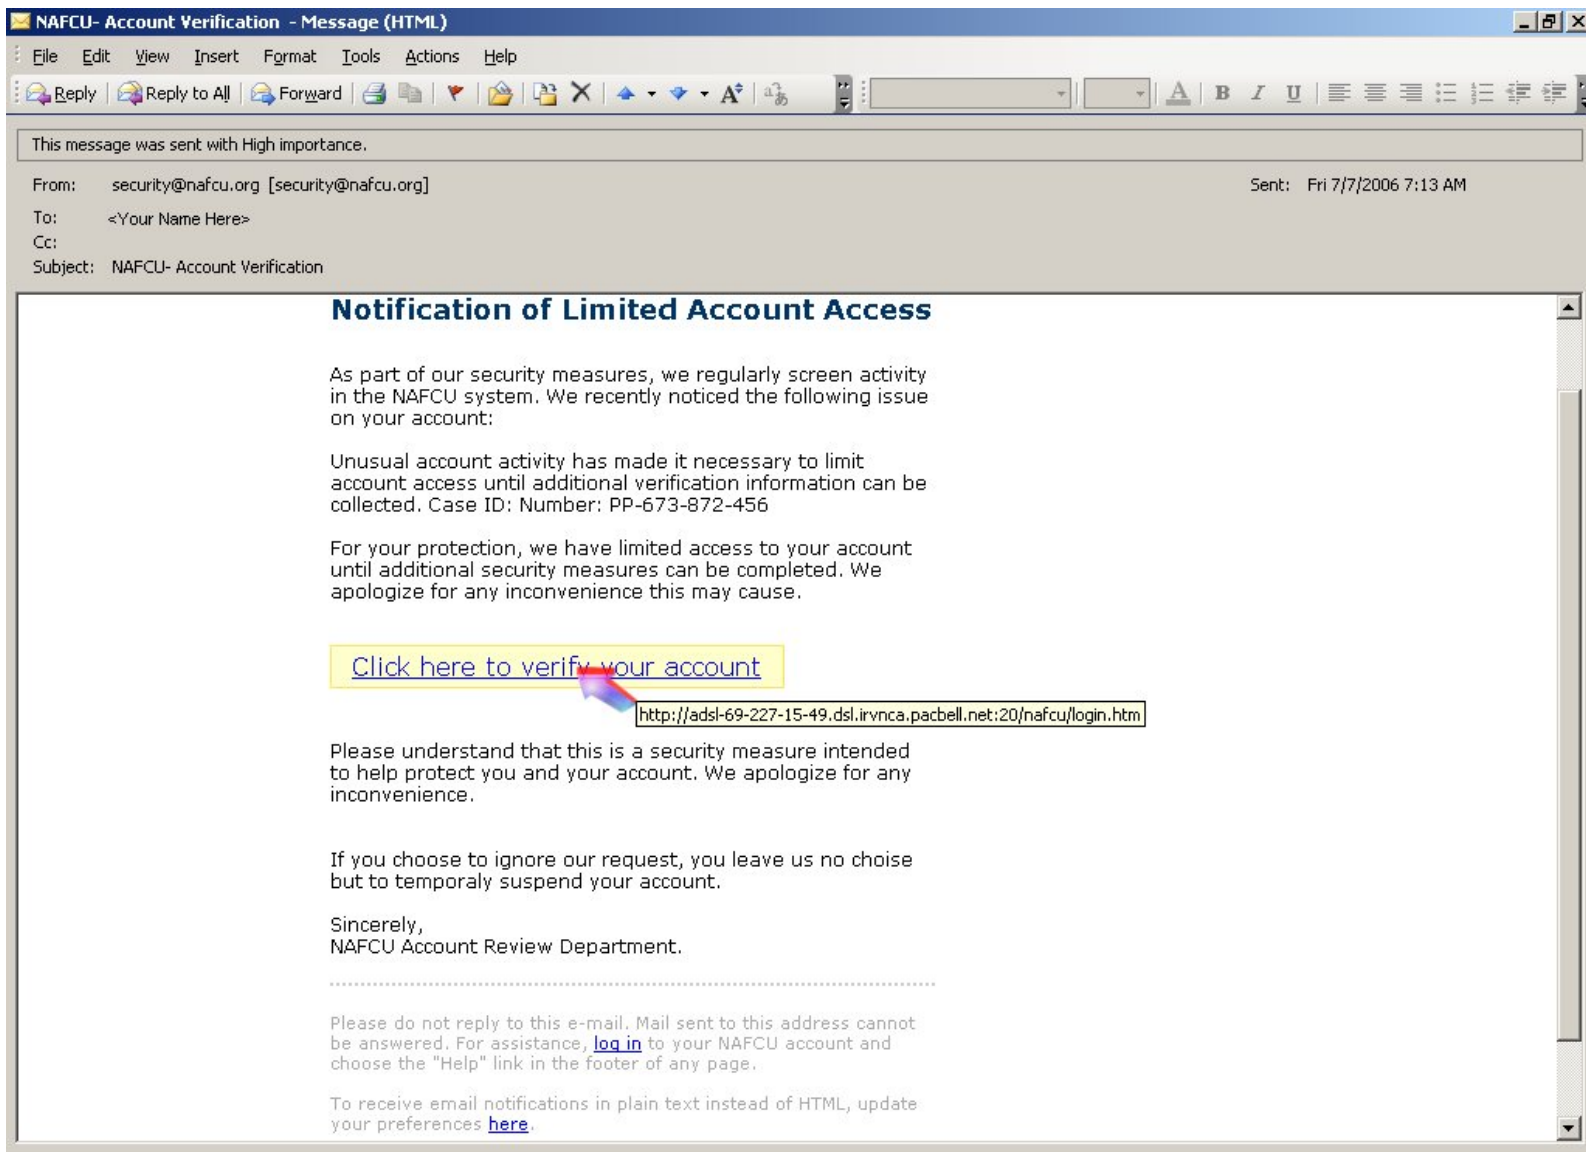 NAFCU- Account Verification - Message (HTML)
File Edit View Insert Format Tools Actions Help
Reply Reply to All Forward A B I U
This message was sent with High importance.
From: security@nafcu.org [security@nafcu.org] Sent: Fri 7/7/2006 7:13 AM
To: <Your Name Here>
Cc:
Subject: NAFCU- Account Verification
Notification of Limited Account Access
As part of our security measures, we regularly screen activity
in the NAFCU system. We recently noticed the following issue
on your account:
Unusual account activity has made it necessary to limit
account access until additional verification information can be
collected. Case ID: Number: PP-673-872-456
For your protection, we have limited access to your account
until additional security measures can be completed. We
apologize for any inconvenience this may cause.
Click here to verify your account
http://adsl-69-227-15-49.dsl.irvnca.pacbell.net:20/nafcu/login.htm
Please understand that this is a security measure intended
to help protect you and your account. We apologize for any
inconvenience.
If you choose to ignore our request, you leave us no choise
but to temporaly suspend your account.
Sincerely,
NAFCU Account Review Department.
Please do not reply to this e-mail. Mail sent to this address cannot
be answered. For assistance, log in to your NAFCU account and
choose the "Help" link in the footer of any page.
To receive email notifications in plain text instead of HTML, update
your preferences here.